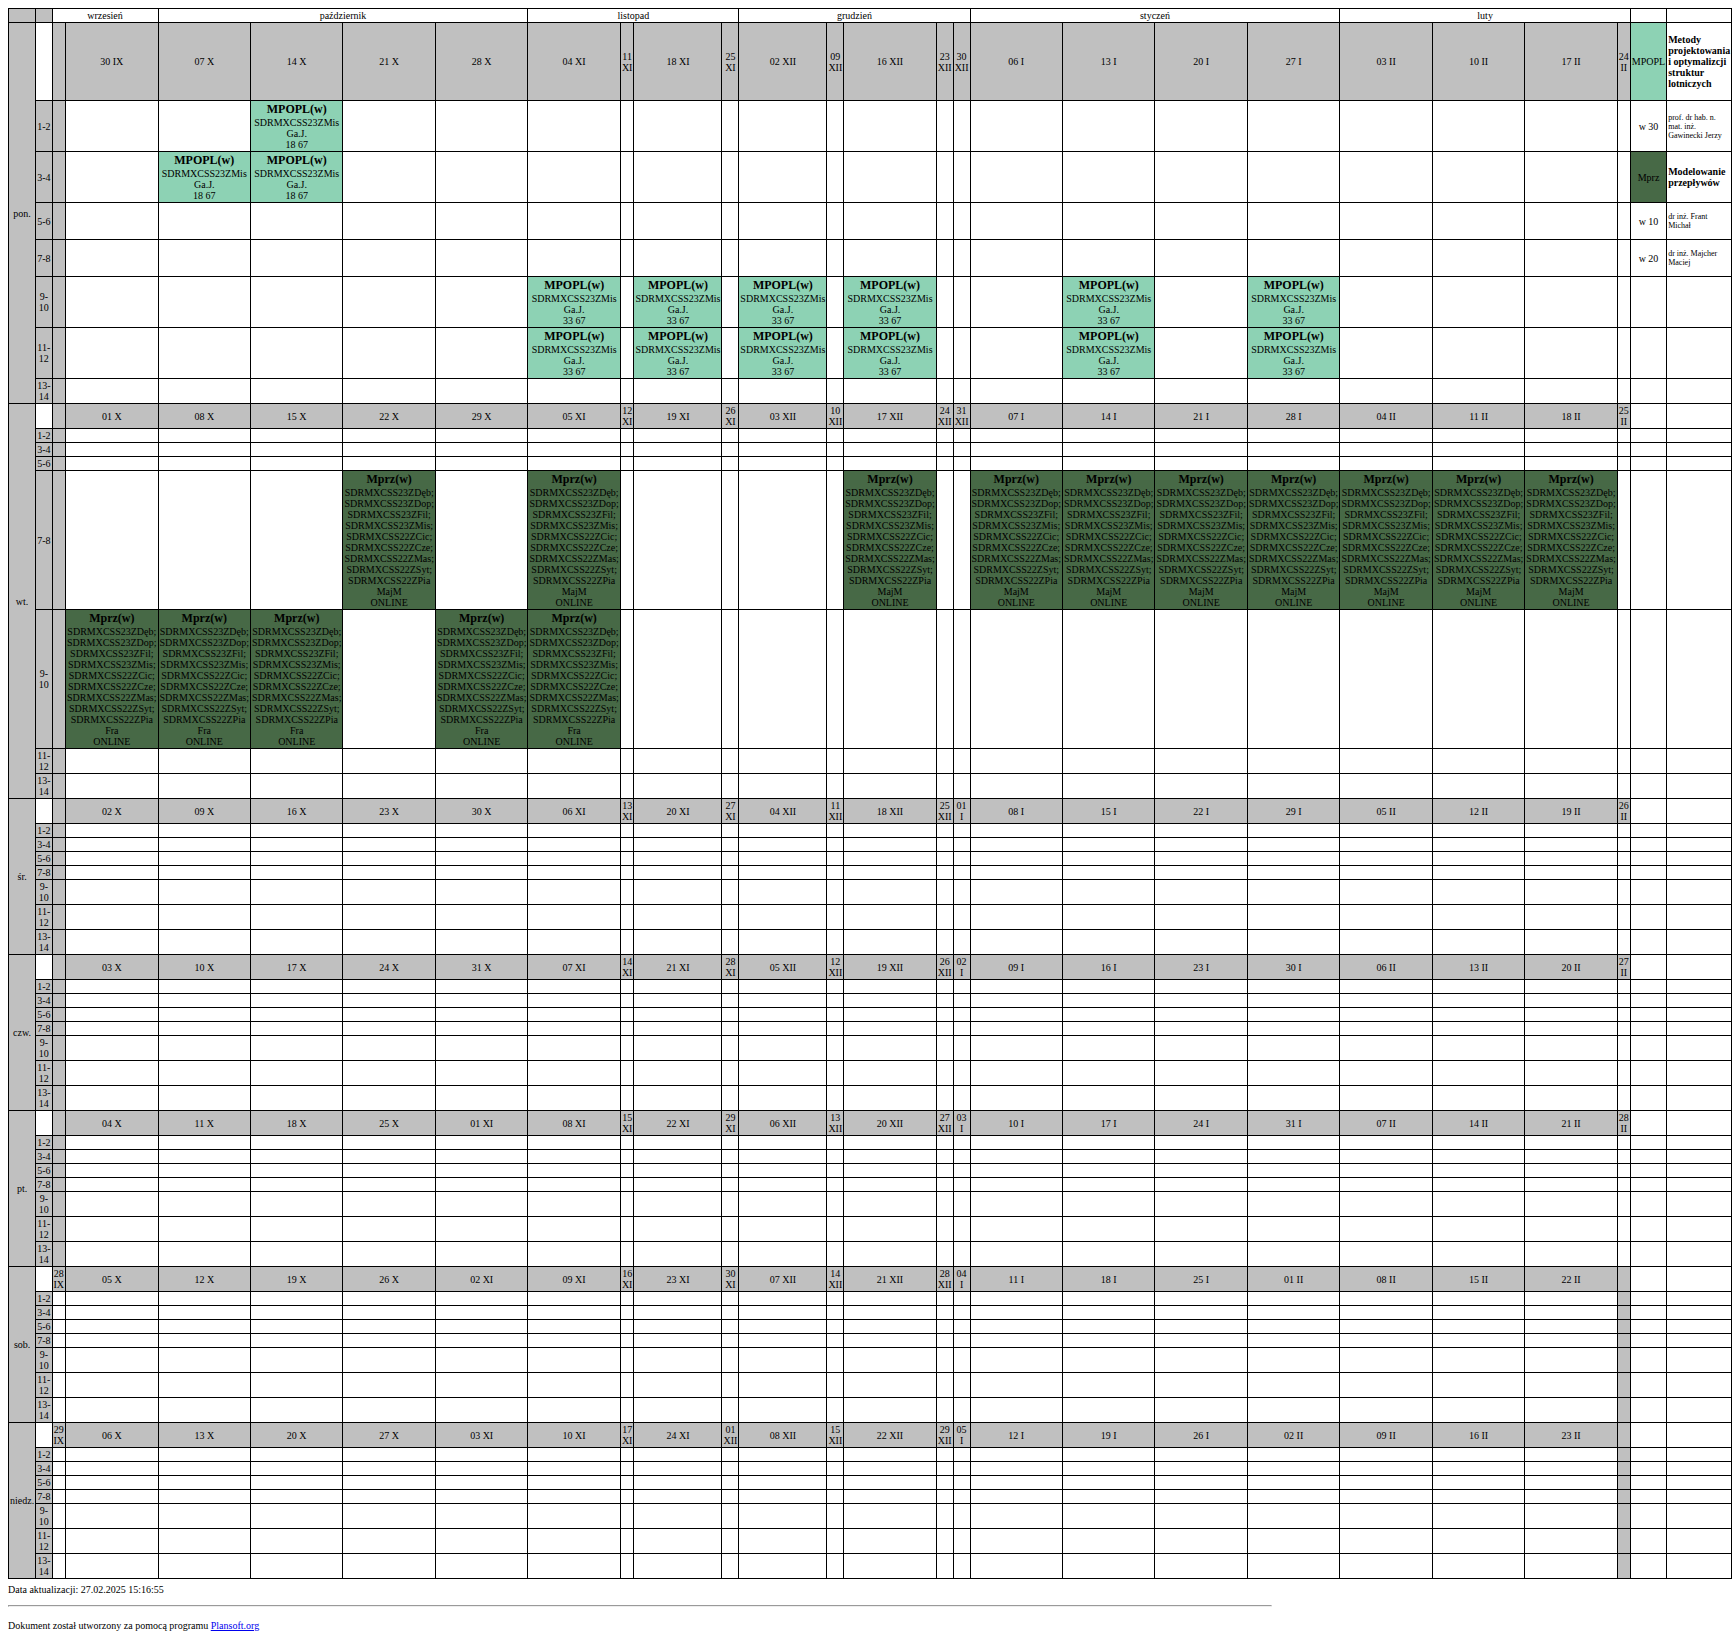 wrzesień październik listopad grudzień styczeń luty
pon. 30 IX 07 X 14 X 21 X 28 X 04 XI 11 XI 18 XI 25 XI 02 XII 09 XII 16 XII 23 XII 30 XII 06 I 13 I 20 I 27 I 03 II 10 II 17 II 24 II MPOPL Metody projektowania i optymalizcji struktur lotniczych
1-2 MPOPL(w) SDRMXCSS23ZMis Ga.J. 18 67 w 30 prof. dr hab. n. mat. inż. Gawinecki Jerzy
3-4 MPOPL(w) SDRMXCSS23ZMis Ga.J. 18 67 MPOPL(w) SDRMXCSS23ZMis Ga.J. 18 67 Mprz Modelowanie przepływów
5-6 w 10 dr inż. Frant Michał
7-8 w 20 dr inż. Majcher Maciej
9-10 MPOPL(w) SDRMXCSS23ZMis Ga.J. 33 67 MPOPL(w) SDRMXCSS23ZMis Ga.J. 33 67 MPOPL(w) SDRMXCSS23ZMis Ga.J. 33 67 MPOPL(w) SDRMXCSS23ZMis Ga.J. 33 67 MPOPL(w) SDRMXCSS23ZMis Ga.J. 33 67 MPOPL(w) SDRMXCSS23ZMis Ga.J. 33 67
11-12 MPOPL(w) SDRMXCSS23ZMis Ga.J. 33 67 MPOPL(w) SDRMXCSS23ZMis Ga.J. 33 67 MPOPL(w) SDRMXCSS23ZMis Ga.J. 33 67 MPOPL(w) SDRMXCSS23ZMis Ga.J. 33 67 MPOPL(w) SDRMXCSS23ZMis Ga.J. 33 67 MPOPL(w) SDRMXCSS23ZMis Ga.J. 33 67
13-14
wt. 01 X 08 X 15 X 22 X 29 X 05 XI 12 XI 19 XI 26 XI 03 XII 10 XII 17 XII 24 XII 31 XII 07 I 14 I 21 I 28 I 04 II 11 II 18 II 25 II
1-2
3-4
5-6
7-8
Mprz(w) Mprz(w) Mprz(w) Mprz(w) Mprz(w) Mprz(w) Mprz(w) Mprz(w) Mprz(w) Mprz(w)
SDRMXCSS23ZDęb; SDRMXCSS23ZDęb; SDRMXCSS23ZDęb; SDRMXCSS23ZDęb; SDRMXCSS23ZDęb; SDRMXCSS23ZDęb; SDRMXCSS23ZDęb; SDRMXCSS23ZDęb; SDRMXCSS23ZDęb; SDRMXCSS23ZDęb;
SDRMXCSS23ZDop; SDRMXCSS23ZDop; SDRMXCSS23ZDop; SDRMXCSS23ZDop; SDRMXCSS23ZDop; SDRMXCSS23ZDop; SDRMXCSS23ZDop; SDRMXCSS23ZDop; SDRMXCSS23ZDop; SDRMXCSS23ZDop;
SDRMXCSS23ZFil; SDRMXCSS23ZFil; SDRMXCSS23ZFil; SDRMXCSS23ZFil; SDRMXCSS23ZFil; SDRMXCSS23ZFil; SDRMXCSS23ZFil; SDRMXCSS23ZFil; SDRMXCSS23ZFil; SDRMXCSS23ZFil;
SDRMXCSS23ZMis; SDRMXCSS23ZMis; SDRMXCSS23ZMis; SDRMXCSS23ZMis; SDRMXCSS23ZMis; SDRMXCSS23ZMis; SDRMXCSS23ZMis; SDRMXCSS23ZMis; SDRMXCSS23ZMis; SDRMXCSS23ZMis;
SDRMXCSS22ZCic; SDRMXCSS22ZCic; SDRMXCSS22ZCic; SDRMXCSS22ZCic; SDRMXCSS22ZCic; SDRMXCSS22ZCic; SDRMXCSS22ZCic; SDRMXCSS22ZCic; SDRMXCSS22ZCic; SDRMXCSS22ZCic;
SDRMXCSS22ZCze; SDRMXCSS22ZCze; SDRMXCSS22ZCze; SDRMXCSS22ZCze; SDRMXCSS22ZCze; SDRMXCSS22ZCze; SDRMXCSS22ZCze; SDRMXCSS22ZCze; SDRMXCSS22ZCze; SDRMXCSS22ZCze;
SDRMXCSS22ZMas; SDRMXCSS22ZMas; SDRMXCSS22ZMas; SDRMXCSS22ZMas; SDRMXCSS22ZMas; SDRMXCSS22ZMas; SDRMXCSS22ZMas; SDRMXCSS22ZMas; SDRMXCSS22ZMas; SDRMXCSS22ZMas;
SDRMXCSS22ZSyt; SDRMXCSS22ZSyt; SDRMXCSS22ZSyt; SDRMXCSS22ZSyt; SDRMXCSS22ZSyt; SDRMXCSS22ZSyt; SDRMXCSS22ZSyt; SDRMXCSS22ZSyt; SDRMXCSS22ZSyt; SDRMXCSS22ZSyt;
SDRMXCSS22ZPia SDRMXCSS22ZPia SDRMXCSS22ZPia SDRMXCSS22ZPia SDRMXCSS22ZPia SDRMXCSS22ZPia SDRMXCSS22ZPia SDRMXCSS22ZPia SDRMXCSS22ZPia SDRMXCSS22ZPia
MajM MajM MajM MajM MajM MajM MajM MajM MajM MajM
ONLINE ONLINE ONLINE ONLINE ONLINE ONLINE ONLINE ONLINE ONLINE ONLINE
9-10
Mprz(w) Mprz(w) Mprz(w) Mprz(w) Mprz(w)
SDRMXCSS23ZDęb; SDRMXCSS23ZDęb; SDRMXCSS23ZDęb; SDRMXCSS23ZDęb; SDRMXCSS23ZDęb;
SDRMXCSS23ZDop; SDRMXCSS23ZDop; SDRMXCSS23ZDop; SDRMXCSS23ZDop; SDRMXCSS23ZDop;
SDRMXCSS23ZFil; SDRMXCSS23ZFil; SDRMXCSS23ZFil; SDRMXCSS23ZFil; SDRMXCSS23ZFil;
SDRMXCSS23ZMis; SDRMXCSS23ZMis; SDRMXCSS23ZMis; SDRMXCSS23ZMis; SDRMXCSS23ZMis;
SDRMXCSS22ZCic; SDRMXCSS22ZCic; SDRMXCSS22ZCic; SDRMXCSS22ZCic; SDRMXCSS22ZCic;
SDRMXCSS22ZCze; SDRMXCSS22ZCze; SDRMXCSS22ZCze; SDRMXCSS22ZCze; SDRMXCSS22ZCze;
SDRMXCSS22ZMas; SDRMXCSS22ZMas; SDRMXCSS22ZMas; SDRMXCSS22ZMas; SDRMXCSS22ZMas;
SDRMXCSS22ZSyt; SDRMXCSS22ZSyt; SDRMXCSS22ZSyt; SDRMXCSS22ZSyt; SDRMXCSS22ZSyt;
SDRMXCSS22ZPia SDRMXCSS22ZPia SDRMXCSS22ZPia SDRMXCSS22ZPia SDRMXCSS22ZPia
Fra Fra Fra Fra Fra
ONLINE ONLINE ONLINE ONLINE ONLINE
11-12
13-14
śr. 02 X 09 X 16 X 23 X 30 X 06 XI 13 XI 20 XI 27 XI 04 XII 11 XII 18 XII 25 XII 01 I 08 I 15 I 22 I 29 I 05 II 12 II 19 II 26 II
1-2
3-4
5-6
7-8
9-10
11-12
13-14
czw. 03 X 10 X 17 X 24 X 31 X 07 XI 14 XI 21 XI 28 XI 05 XII 12 XII 19 XII 26 XII 02 I 09 I 16 I 23 I 30 I 06 II 13 II 20 II 27 II
1-2
3-4
5-6
7-8
9-10
11-12
13-14
pt. 04 X 11 X 18 X 25 X 01 XI 08 XI 15 XI 22 XI 29 XI 06 XII 13 XII 20 XII 27 XII 03 I 10 I 17 I 24 I 31 I 07 II 14 II 21 II 28 II
1-2
3-4
5-6
7-8
9-10
11-12
13-14
sob. 28 IX 05 X 12 X 19 X 26 X 02 XI 09 XI 16 XI 23 XI 30 XI 07 XII 14 XII 21 XII 28 XII 04 I 11 I 18 I 25 I 01 II 08 II 15 II 22 II
1-2
3-4
5-6
7-8
9-10
11-12
13-14
niedz. 29 IX 06 X 13 X 20 X 27 X 03 XI 10 XI 17 XI 24 XI 01 XII 08 XII 15 XII 22 XII 29 XII 05 I 12 I 19 I 26 I 02 II 09 II 16 II 23 II
1-2
3-4
5-6
7-8
9-10
11-12
13-14
Data aktualizacji: 27.02.2025 15:16:55
Dokument został utworzony za pomocą programu Plansoft.org